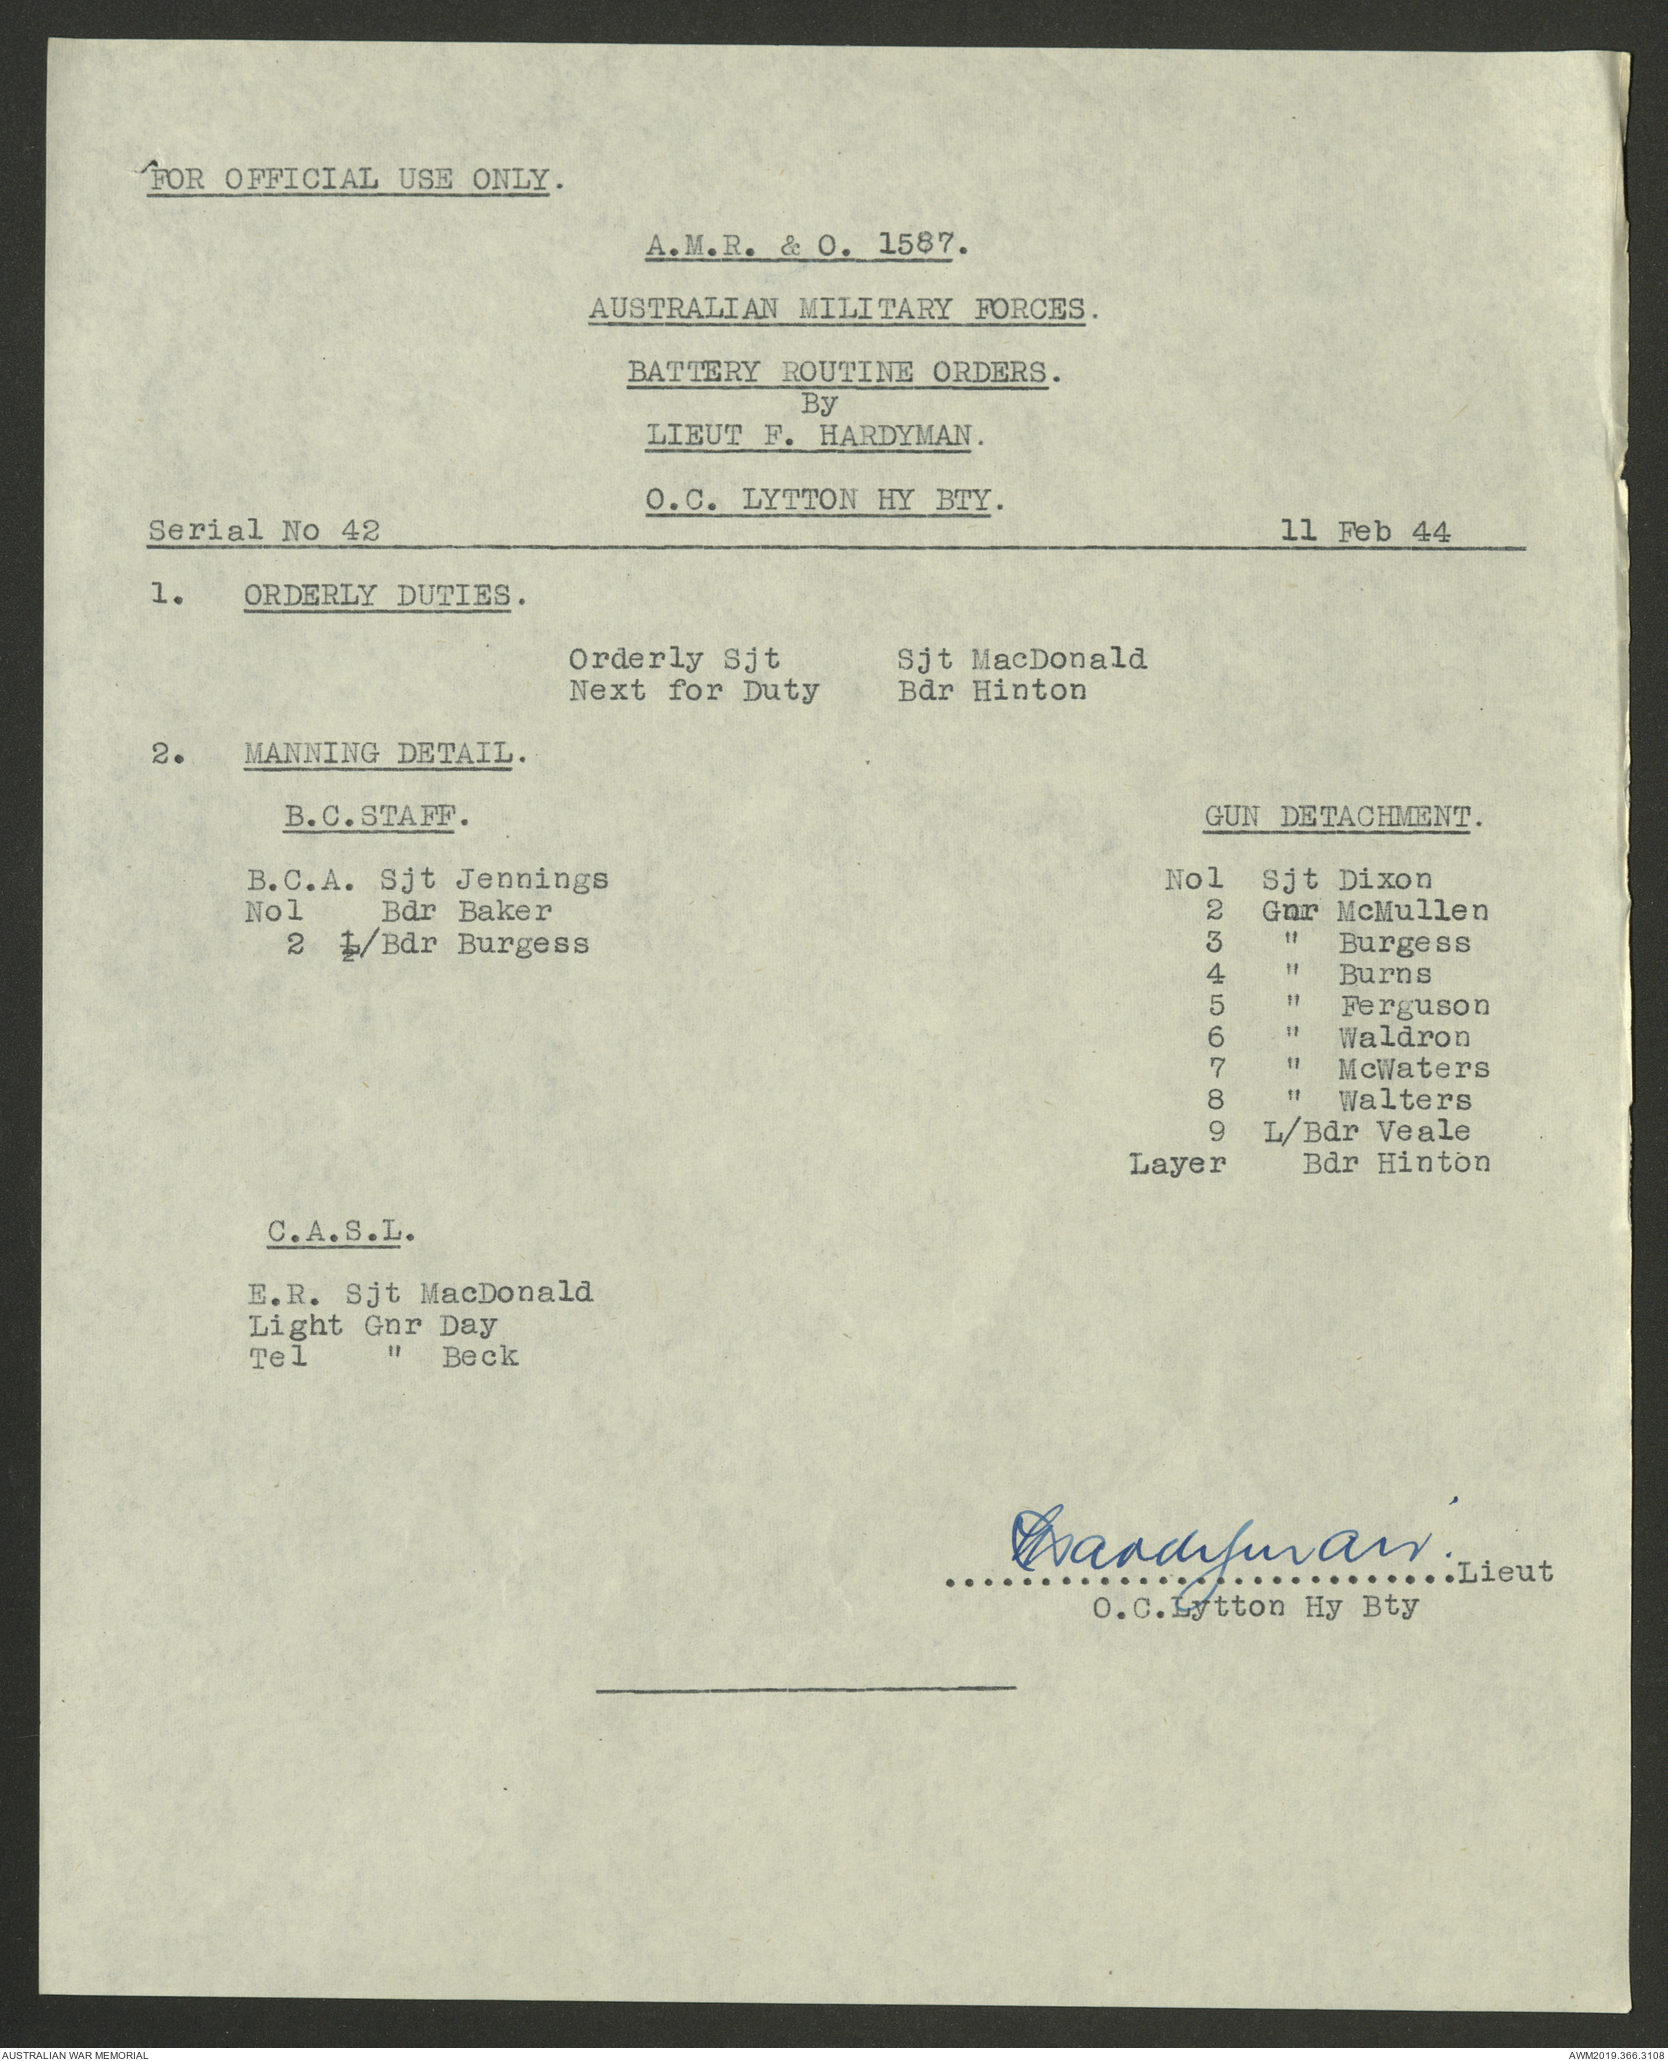 FOR OFFICIAL USE ONLY.
A.M.R. & O. 1587.
AUSTRALIAN MILITARY FORCES.
BATTERY ROUTINE ORDERS.
By
LIEUT F. HARDYMAN.
O.C. LYTTON HY BTY.
Serial No 42 11 Feb 44
1. ORDERLY DUTIES.
Orderly Sjt Sjt MacDonald
Next for Duty Bdr Hinton
2. MANNING DETAIL.
B.C.STAFF.
B.C.A. Sjt Jennings
No1 Bdr Baker
2 L/Bdr Burgess
GUN DETACHMENT.
No1 Sjt Dixon
2 Gnr McMullen
3 " Burgess
4 " Burns
5 " Ferguson
6 " Waldron
7 " McWaters
8 " Walters
9 L/Bdr Veale
Layer Bdr Hinton
C.A.S.L.
E.R. Sjt MacDonald
Light Gnr Day
Tel " Beck
Hardyman
..............................Lieut
O.C.Lytton Hy Bty
AUSTRALIAN WAR MEMORIAL AWM2019.366.3108